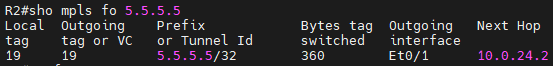 R2#sho mpls fo 5.5.5.5
Local Outgoing Prefix Bytes tag Outgoing Next Hop
tag tag or VC or Tunnel Id switched interface
19 19 5.5.5.5/32 360 Et0/1 10.0.24.2